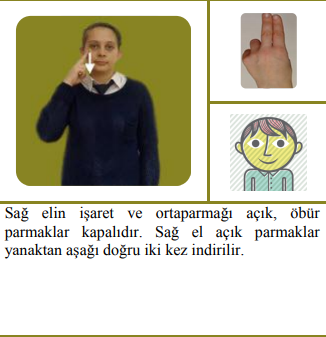 Sağ elin işaret ve ortaparmağı açık, öbür
parmaklar kapalıdır. Sağ el açık parmaklar
yanaktan aşağı doğru iki kez indirilir.